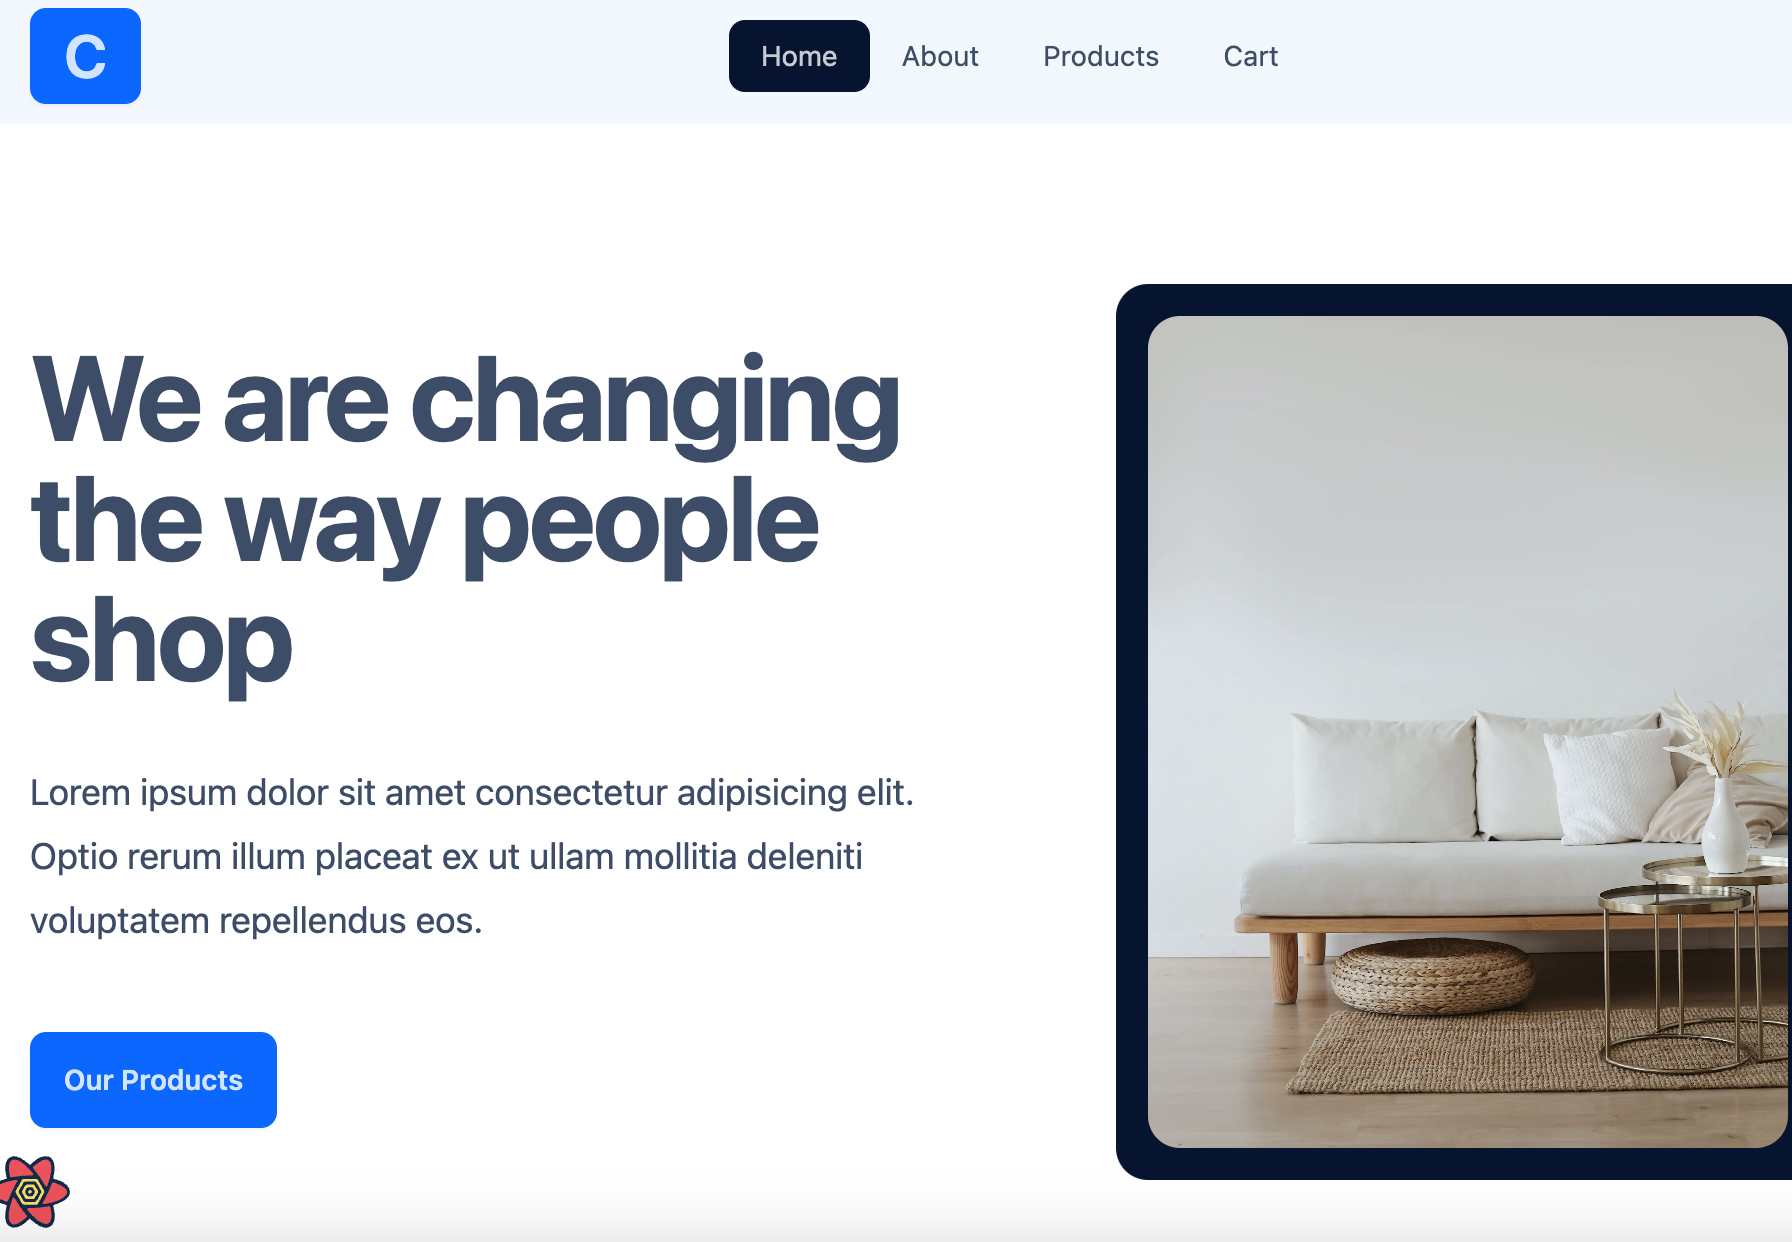 C
Home About Products Cart
We are changing
the way people
shop
Lorem ipsum dolor sit amet consectetur adipisicing elit.
Optio rerum illum placeat ex ut ullam mollitia deleniti
voluptatem repellendus eos.
Our Products